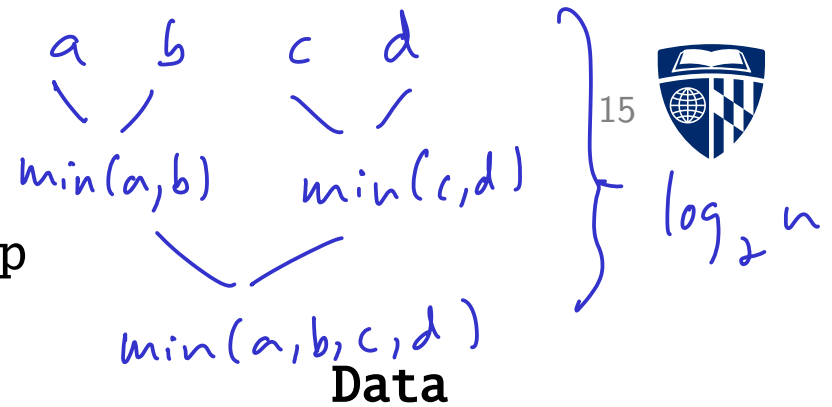 a b c d
15
min(a,b) min(c,d)
log₂ n
p
min(a,b,c,d)
Data